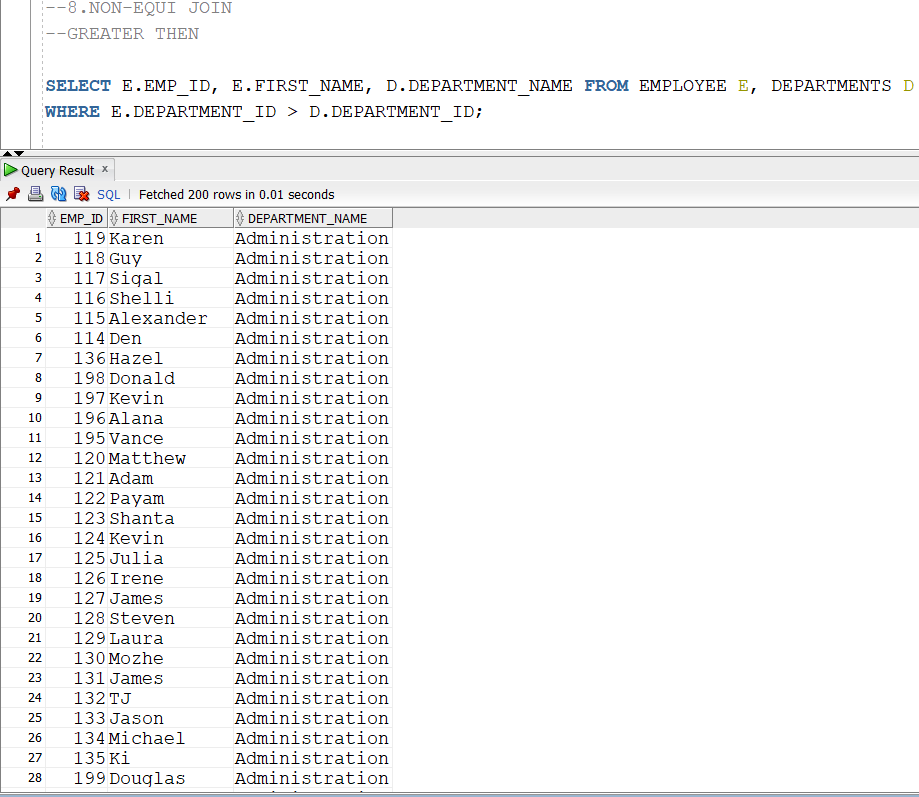 --8.NON-EQUI JOIN
--GREATER THEN
SELECT E.EMP_ID, E.FIRST_NAME, D.DEPARTMENT_NAME FROM EMPLOYEE E, DEPARTMENTS D
WHERE E.DEPARTMENT_ID > D.DEPARTMENT_ID;
Query Result x
SQL | Fetched 200 rows in 0.01 seconds
EMP_ID FIRST_NAME DEPARTMENT_NAME
1 119 Karen Administration
2 118 Guy Administration
3 117 Sigal Administration
4 116 Shelli Administration
5 115 Alexander Administration
6 114 Den Administration
7 136 Hazel Administration
8 198 Donald Administration
9 197 Kevin Administration
10 196 Alana Administration
11 195 Vance Administration
12 120 Matthew Administration
13 121 Adam Administration
14 122 Payam Administration
15 123 Shanta Administration
16 124 Kevin Administration
17 125 Julia Administration
18 126 Irene Administration
19 127 James Administration
20 128 Steven Administration
21 129 Laura Administration
22 130 Mozhe Administration
23 131 James Administration
24 132 TJ Administration
25 133 Jason Administration
26 134 Michael Administration
27 135 Ki Administration
28 199 Douglas Administration